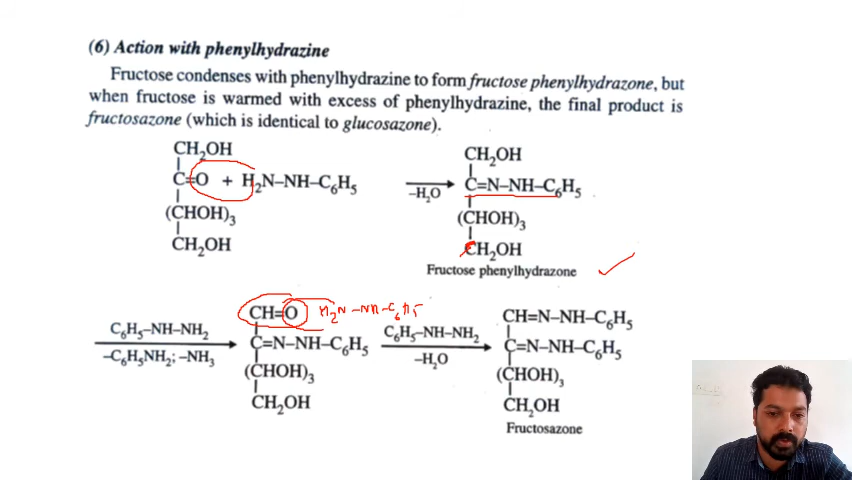 (6) Action with phenylhydrazine
Fructose condenses with phenylhydrazine to form fructose phenylhydrazone, but
when fructose is warmed with excess of phenylhydrazine, the final product is
fructosazone (which is identical to glucosazone).
CH₂OH
C=O + H₂N–NH–C₆H₅
(CHOH)₃
CH₂OH
–H₂O
CH₂OH
C=N–NH–C₆H₅
(CHOH)₃
CH₂OH
Fructose phenylhydrazone
C₆H₅–NH–NH₂
–C₆H₅NH₂; –NH₃
CH=O H₂N–NH–C₆H₅
C=N–NH–C₆H₅
(CHOH)₃
CH₂OH
C₆H₅–NH–NH₂
–H₂O
CH=N–NH–C₆H₅
C=N–NH–C₆H₅
(CHOH)₃
CH₂OH
Fructosazone